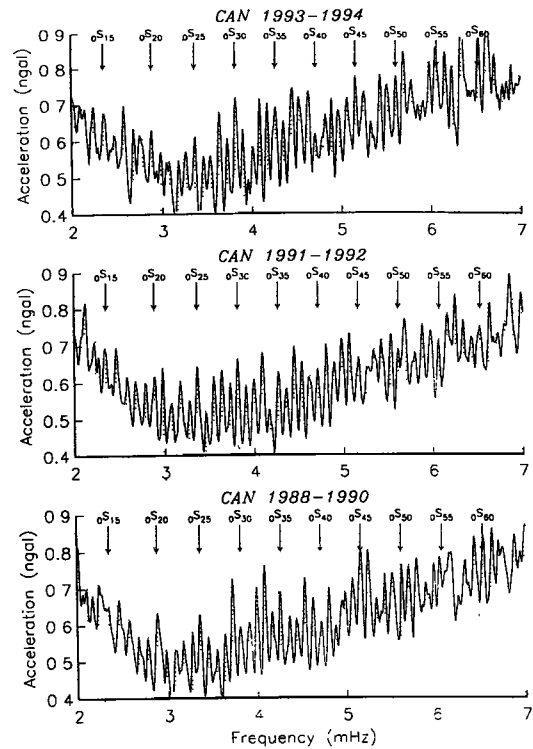 CAN 1993-1994
0S15 0S20 0S25 0S30 0S35 0S40 0S45 0S50 0S55 0S60
Acceleration (ngal)
0 9
0.8
0.7
0.6
0.5
0.4
2 3 4 5 6 7
CAN 1991-1992
0S15 0S20 0S25 0S30 0S35 0S40 0S45 0S50 0S55 0S60
Acceleration (ngal)
0 9
0.8
0.7
0.6
0.5
0.4
2 3 4 5 6 7
CAN 1988-1990
0S15 0S20 0S25 0S30 0S35 0S40 0S45 0S50 0S55 0S60
Acceleration (ngal)
0 9
0.8
0.7
0.6
0.5
0 4
2 3 4 5 6 7
Frequency (mHz)